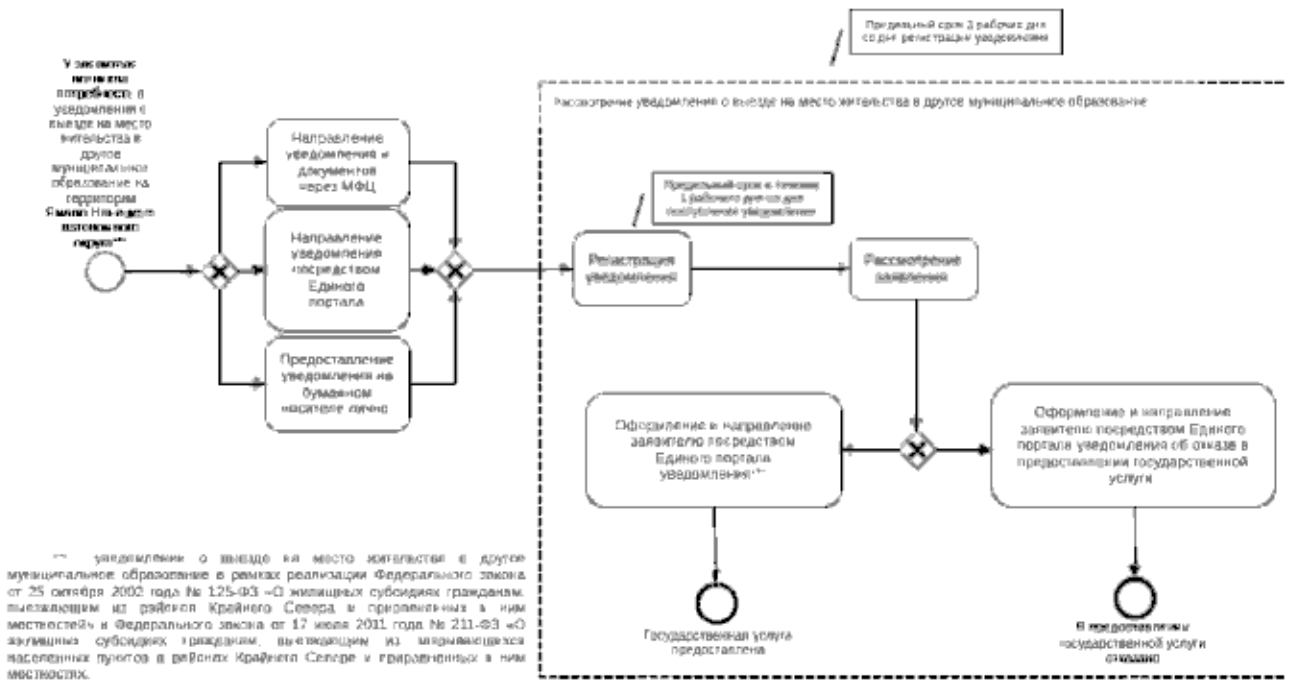 Предельный срок 3 рабочих дня
со дня регистрации уведомления
У заявителя
возникла
потребность в
уведомлении о
выезде на место
жительства в
другое
муниципальное
образование на
территории
Ямало-Ненецкого
автономного
округа***
Рассмотрение уведомления о выезде на место жительства в другое муниципальное образование
Направление
уведомления и
документов
через МФЦ
Предельный срок в течение
1 рабочего дня со дня
поступления уведомления
Направление
уведомления
посредством
Единого
портала
Регистрация
уведомления
Рассмотрение
заявления
Предоставление
уведомления на
бумажном
носителе лично
Оформление и направление
заявителю посредством
Единого портала
уведомления***
Оформление и направление
заявителю посредством Единого
портала уведомления об отказе в
предоставлении государственной
услуги
Государственная услуга
предоставлена
В предоставлении
государственной услуги
отказано
*** уведомлении о выезде на место жительства в другое
муниципальное образование в рамках реализации Федерального закона
от 25 октября 2002 года № 125-ФЗ «О жилищных субсидиях гражданам,
выезжающим из районов Крайнего Севера и приравненных к ним
местностей» и Федерального закона от 17 июля 2011 года № 211-ФЗ «О
жилищных субсидиях гражданам, выезжающим из закрывающихся
населенных пунктов в районах Крайнего Севера и приравненных к ним
местностях.